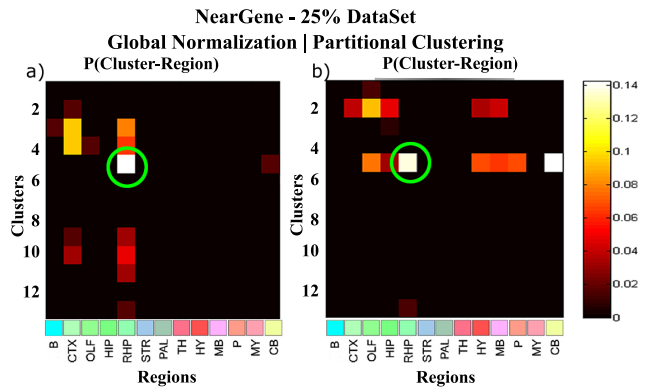 NearGene - 25% DataSet
Global Normalization | Partitional Clustering
a)
P(Cluster-Region)
b)
P(Cluster-Region)
Clusters
2
4
6
8
10
12
2
4
6
8
10
12
0.14
0.12
0.1
0.08
0.06
0.04
0.02
0
B
CTX
OLF
HIP
RHP
STR
PAL
TH
HY
MB
P
MY
CB
B
CTX
OLF
HIP
RHP
STR
PAL
TH
HY
MB
P
MY
CB
Regions
Regions